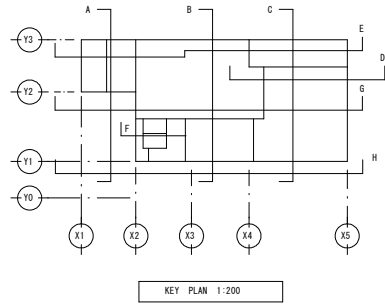 A B C
Y3
E
D
Y2
G
F
Y1
H
Y0
X1 X2 X3 X4 X5
KEY PLAN 1:200